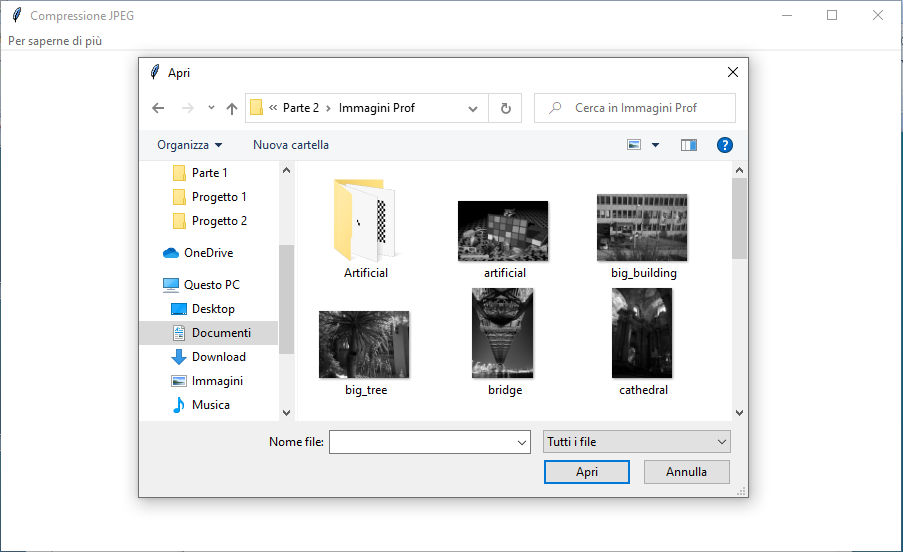 Compressione JPEG
Per saperne di più
Apri
« Parte 2 › Immagini Prof
Cerca in Immagini Prof
Organizza
Nuova cartella
Parte 1
Progetto 1
Progetto 2
OneDrive
Questo PC
Desktop
Documenti
Download
Immagini
Musica
Artificial
artificial
big_building
big_tree
bridge
cathedral
Nome file:
Tutti i file
Apri
Annulla